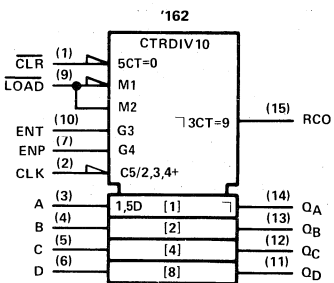 '162
CTRDIV10
CLR (1) 5CT=0
LOAD (9) M1
M2
ENT (10) G3 3CT=9 (15) RCO
ENP (7) G4
CLK (2) C5/2,3,4+
A (3) 1,5D [1] (14) QA
B (4) [2] (13) QB
C (5) [4] (12) QC
D (6) [8] (11) QD